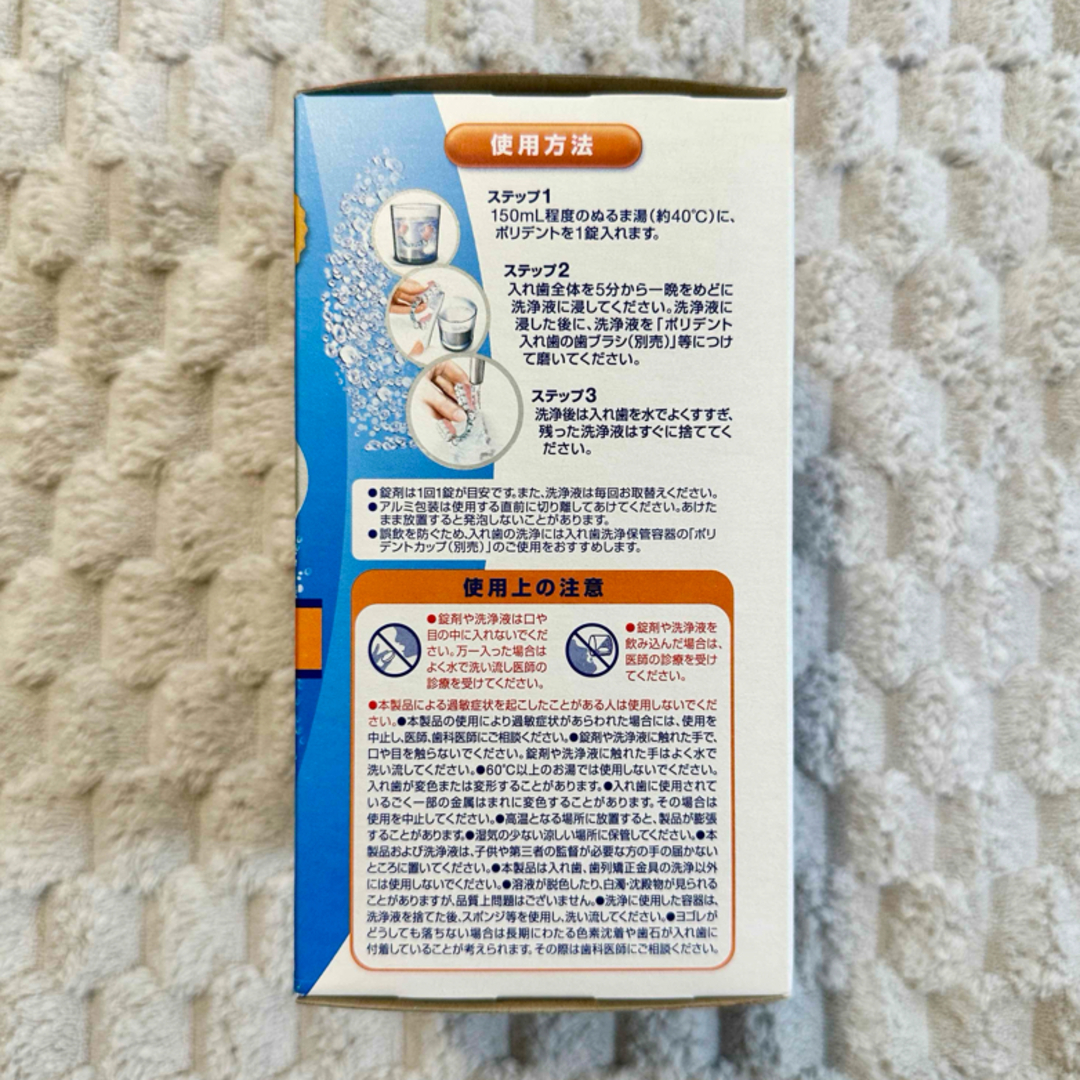 使用方法
ステップ1
150mL程度のぬるま湯(約40℃)に、
ポリデントを1錠入れます。
ステップ2
入れ歯全体を5分から一晩をめどに
洗浄液に浸してください。洗浄液に
浸した後に、洗浄液を「ポリデント
入れ歯の歯ブラシ(別売)」等につけ
て磨いてください。
ステップ3
洗浄後は入れ歯を水でよくすすぎ、
残った洗浄液はすぐに捨ててく
ださい。
●錠剤は1回1錠が目安です。また、洗浄液は毎回お取替えください。
●アルミ包装は使用する直前に切り離してあけてください。あけた
まま放置すると発泡しないことがあります。
●誤飲を防ぐため、入れ歯の洗浄には入れ歯洗浄保管容器の「ポリ
デントカップ(別売)」のご使用をおすすめします。
使用上の注意
●錠剤や洗浄液は口や
目の中に入れないでくだ
さい。万一入った場合は
よく水で洗い流し医師の
診療を受けてください。
●錠剤や洗浄液を
飲み込んだ場合は、
医師の診療を受け
てください。
●本製品による過敏症状を起こしたことがある人は使用しないでくだ
さい。●本製品の使用により過敏症状があらわれた場合には、使用を
中止し、医師、歯科医師にご相談ください。●錠剤や洗浄液に触れた手で、
口や目を触らないでください。錠剤や洗浄液に触れた手はよく水で
洗い流してください。●60℃以上のお湯では使用しないでください。
入れ歯が変色または変形することがあります。●入れ歯に使用されて
いるごく一部の金属はまれに変色することがあります。その場合は
使用を中止してください。●高温となる場所に放置すると、製品が膨張
することがあります。●湿気の少ない涼しい場所に保管してください。●本
製品および洗浄液は、子供や第三者の監督が必要な方の手の届かない
ところに置いてください。●本製品は入れ歯、歯列矯正金具の洗浄以外
には使用しないでください。●溶液が脱色したり、白濁・沈殿物が見られる
ことがありますが、品質上問題はございません。●洗浄に使用した容器は、
洗浄液を捨てた後、スポンジ等を使用し、洗い流してください。●ヨゴレが
どうしても落ちない場合は長期にわたる色素沈着や歯石が入れ歯に
付着していることが考えられます。その際は歯科医師にご相談ください。